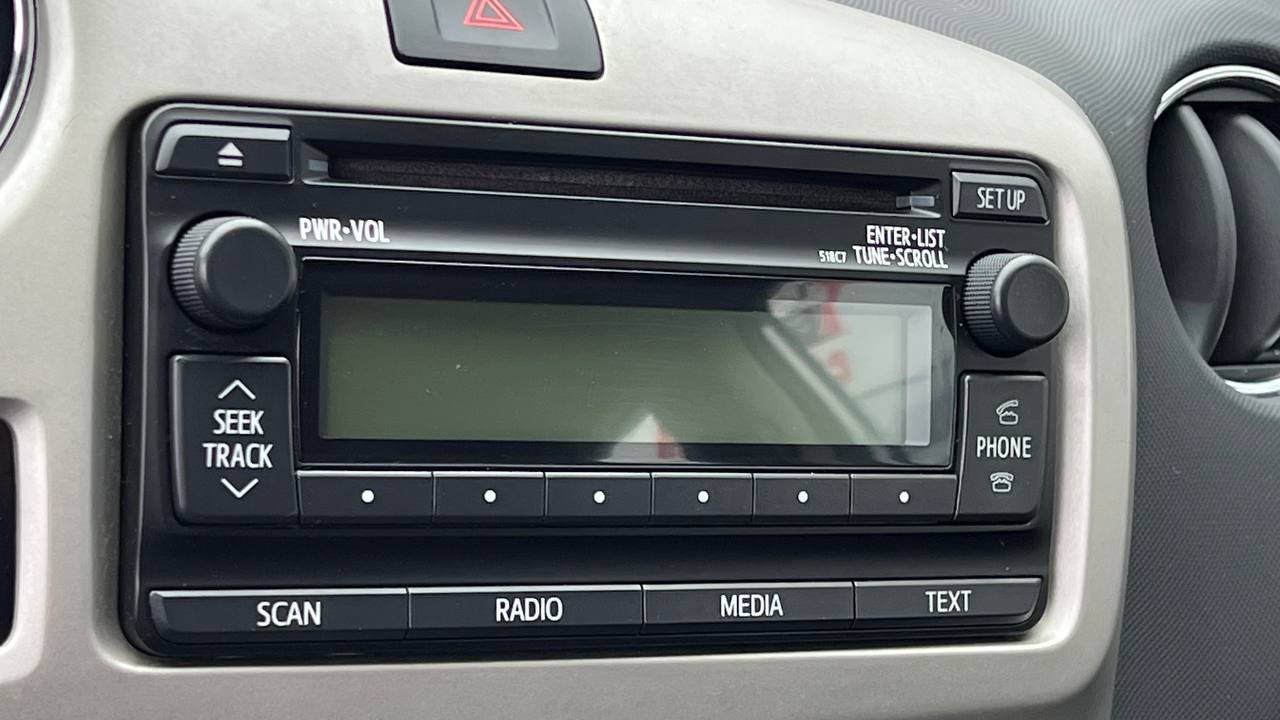 SET UP
PWR•VOL
ENTER•LIST
518C7 TUNE•SCROLL
SEEK
TRACK
PHONE
SCAN
RADIO
MEDIA
TEXT